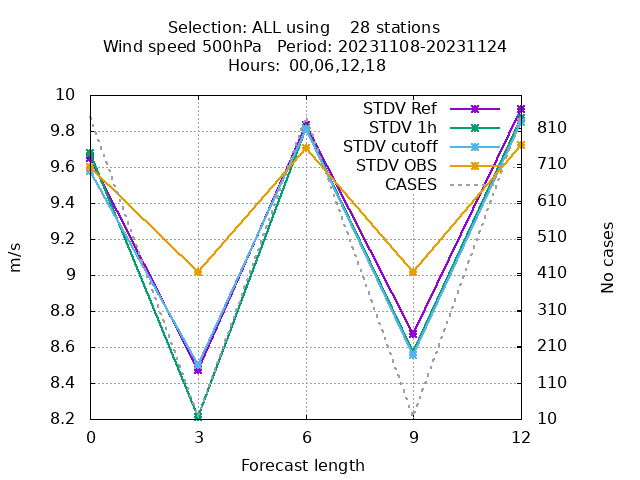 Selection: ALL using    28 stations
Wind speed 500hPa   Period: 20231108-20231124
Hours:  00,06,12,18
STDV Ref
STDV 1h
STDV cutoff
STDV OBS
CASES
10
9.8
9.6
9.4
9.2
9
8.8
8.6
8.4
8.2
m/s
810
710
610
510
410
310
210
110
10
No cases
0
3
6
9
12
Forecast length